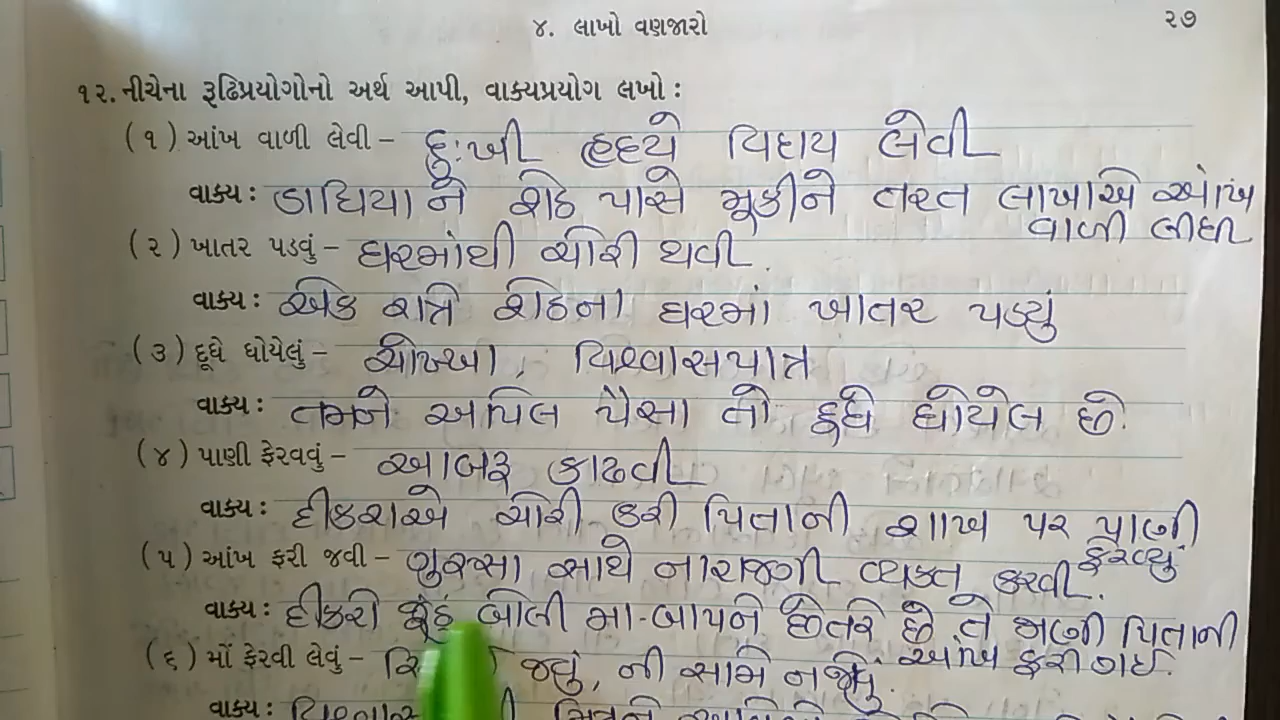 ૪. લાખો વણજારો ૨૭
૧૨. નીચેના રૂઢિપ્રયોગોનો અર્થ આપી, વાક્યપ્રયોગ લખો :
(૧) આંખ વાળી લેવી – દુઃખી હૃદયે વિદાય લેવી
વાક્ય : ડાઘિયાને શેઠ પાસે મૂકીને તરત લાખાએ આંખ
વાળી લીધી
(૨) ખાતર પડવું – ઘરમાંથી ચોરી થવી.
વાક્ય : એક રાત્રે શેઠના ઘરમાં ખાતર પડ્યું
(૩) દૂધે ધોયેલું – ચોખ્ખા, વિશ્વાસપાત્ર
વાક્ય : તમને આપેલ પૈસા તો દૂધે ધોયેલ છે.
(૪) પાણી ફેરવવું – આબરૂ કાઢવી
વાક્ય : દીકરાએ ચોરી કરી પિતાની શાખ પર પાણી
ફેરવ્યું
(૫) આંખ ફરી જવી – ગુસ્સા સાથે નારાજગી વ્યક્ત કરવી.
વાક્ય : દીકરો જૂઠું બોલી મા-બાપને છેતરે છે તે જાણી પિતાની
આંખ ફરી ગઈ.
(૬) મોં ફેરવી લેવું – જવું, ની સામે ન જોવું.
વાક્ય :